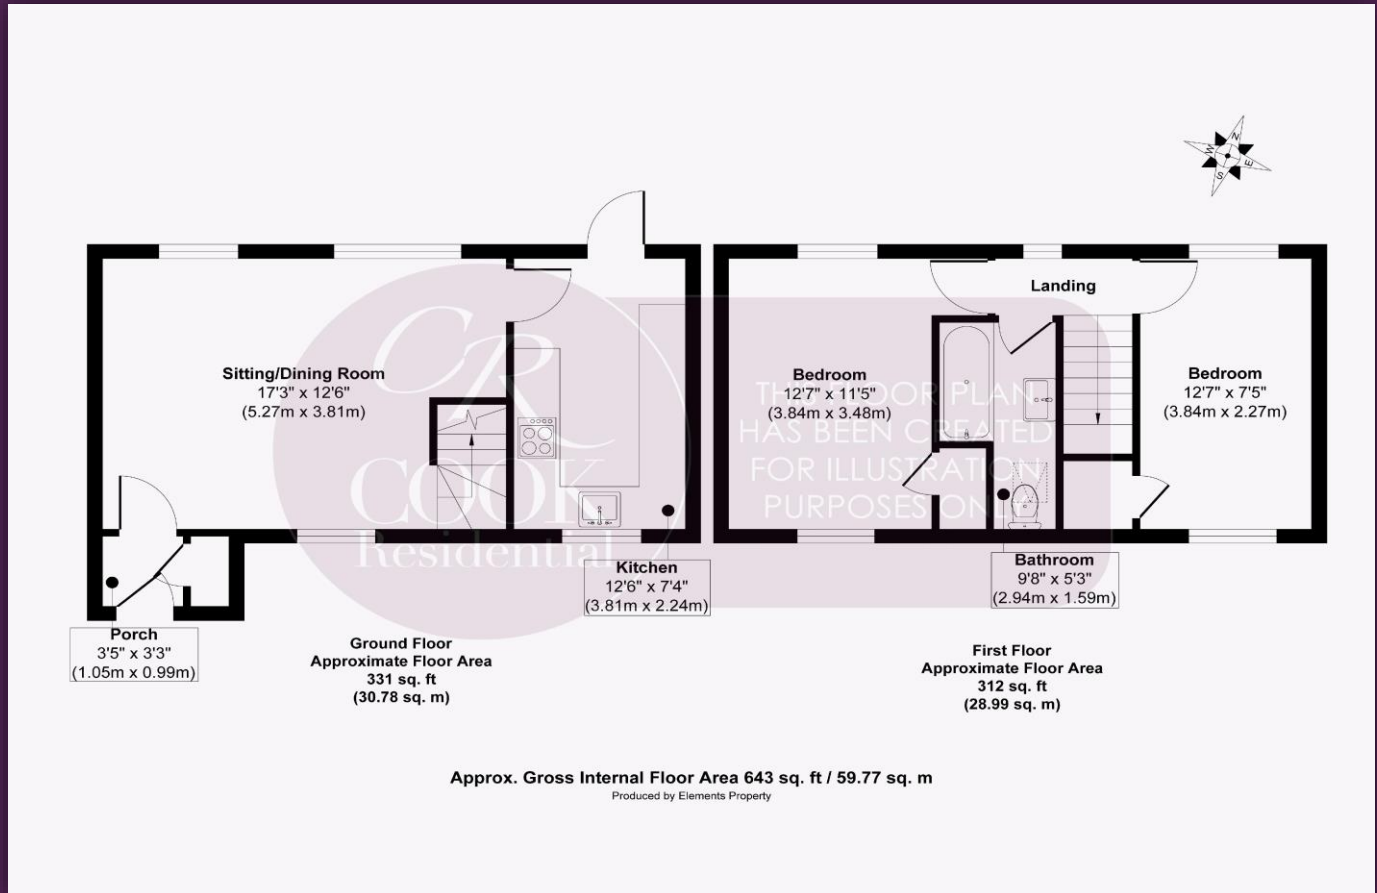 N
W
E
S
Landing
Sitting/Dining Room
17'3" x 12'6"
(5.27m x 3.81m)
Bedroom
12'7" x 11'5"
(3.84m x 3.48m)
Bedroom
12'7" x 7'5"
(3.84m x 2.27m)
CR
COOK
Residential
THIS FLOOR PLAN
HAS BEEN CREATED
FOR ILLUSTRATION
PURPOSES ONLY
Kitchen
12'6" x 7'4"
(3.81m x 2.24m)
Bathroom
9'8" x 5'3"
(2.94m x 1.59m)
Porch
3'5" x 3'3"
(1.05m x 0.99m)
Ground Floor
Approximate Floor Area
331 sq. ft
(30.78 sq. m)
First Floor
Approximate Floor Area
312 sq. ft
(28.99 sq. m)
Approx. Gross Internal Floor Area 643 sq. ft / 59.77 sq. m
Produced by Elements Property